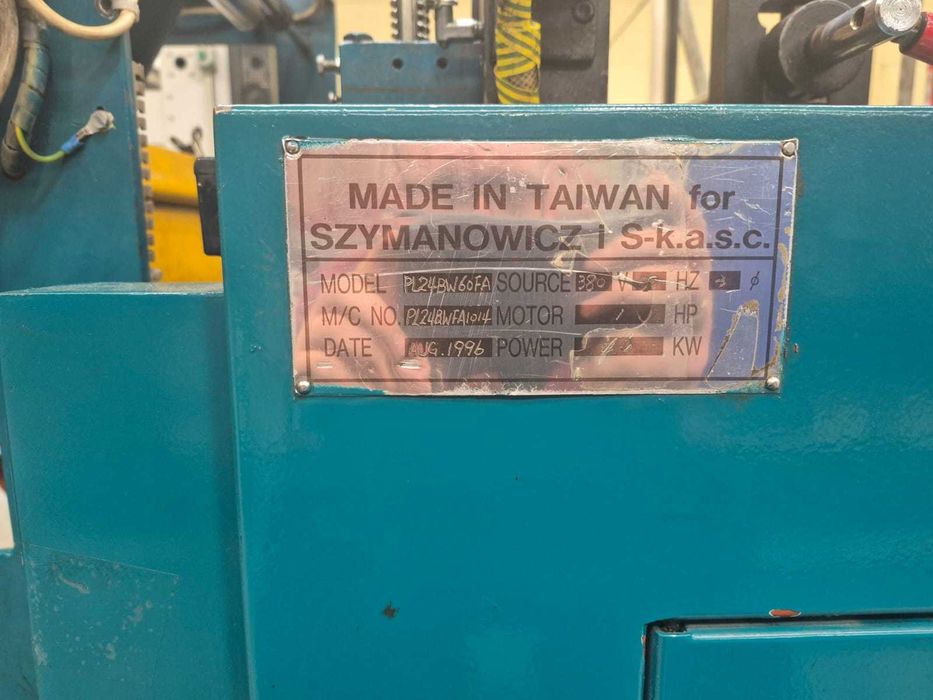 MADE IN TAIWAN for
SZYMANOWICZ i S-k.a.s.c.
MODEL PL24BW60FA SOURCE 380 V HZ 3 φ
M/C NO. PL24BWFA1014 MOTOR HP
DATE AUG.1996 POWER KW